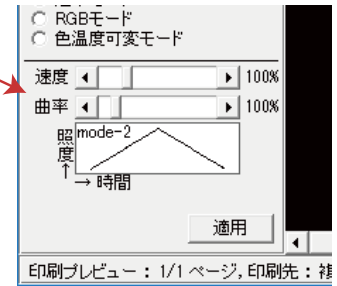 RGBモード
色温度可変モード
速度 100%
曲率 100%
照度↑ mode-2
→ 時間
適用
印刷プレビュー : 1/1 ページ, 印刷先 : 複